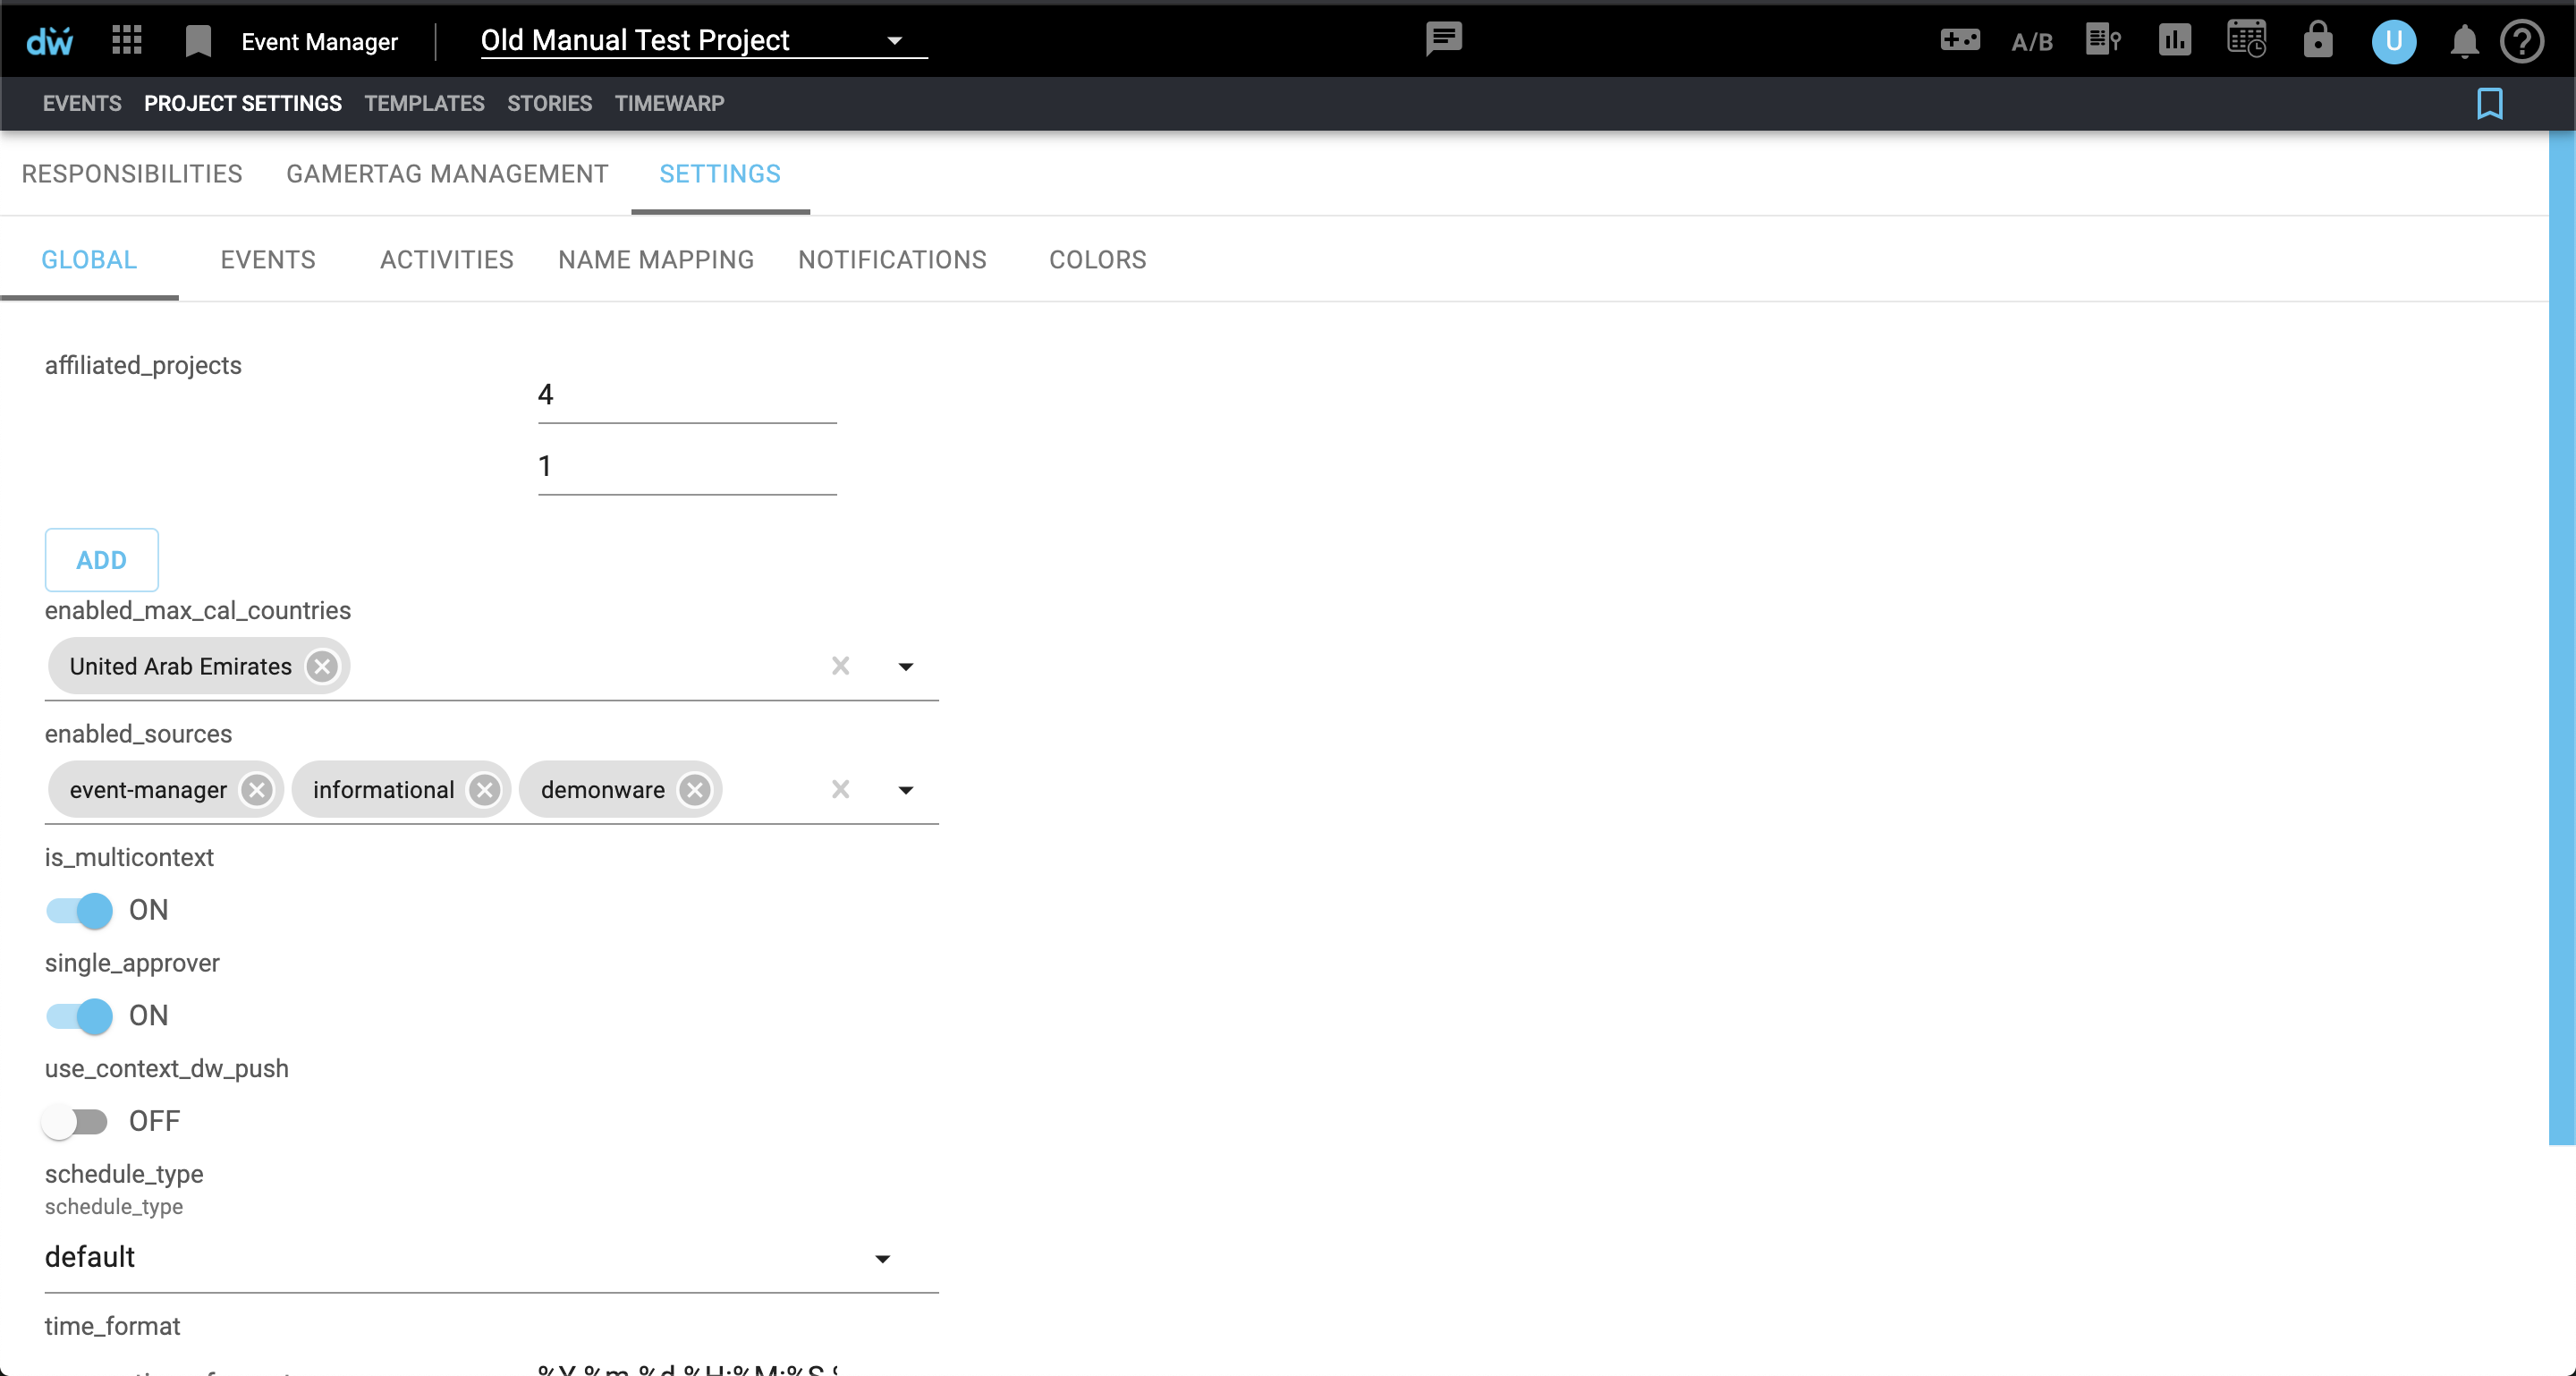 dw Event Manager Old Manual Test Project A/B U ?
EVENTS PROJECT SETTINGS TEMPLATES STORIES TIMEWARP
RESPONSIBILITIES GAMERTAG MANAGEMENT SETTINGS
GLOBAL EVENTS ACTIVITIES NAME MAPPING NOTIFICATIONS COLORS
affiliated_projects
4
1
ADD
enabled_max_cal_countries
United Arab Emirates
enabled_sources
event-manager informational demonware
is_multicontext
ON
single_approver
ON
use_context_dw_push
OFF
schedule_type
schedule_type
default
time_format
%Y %m %d %H:%M:%S